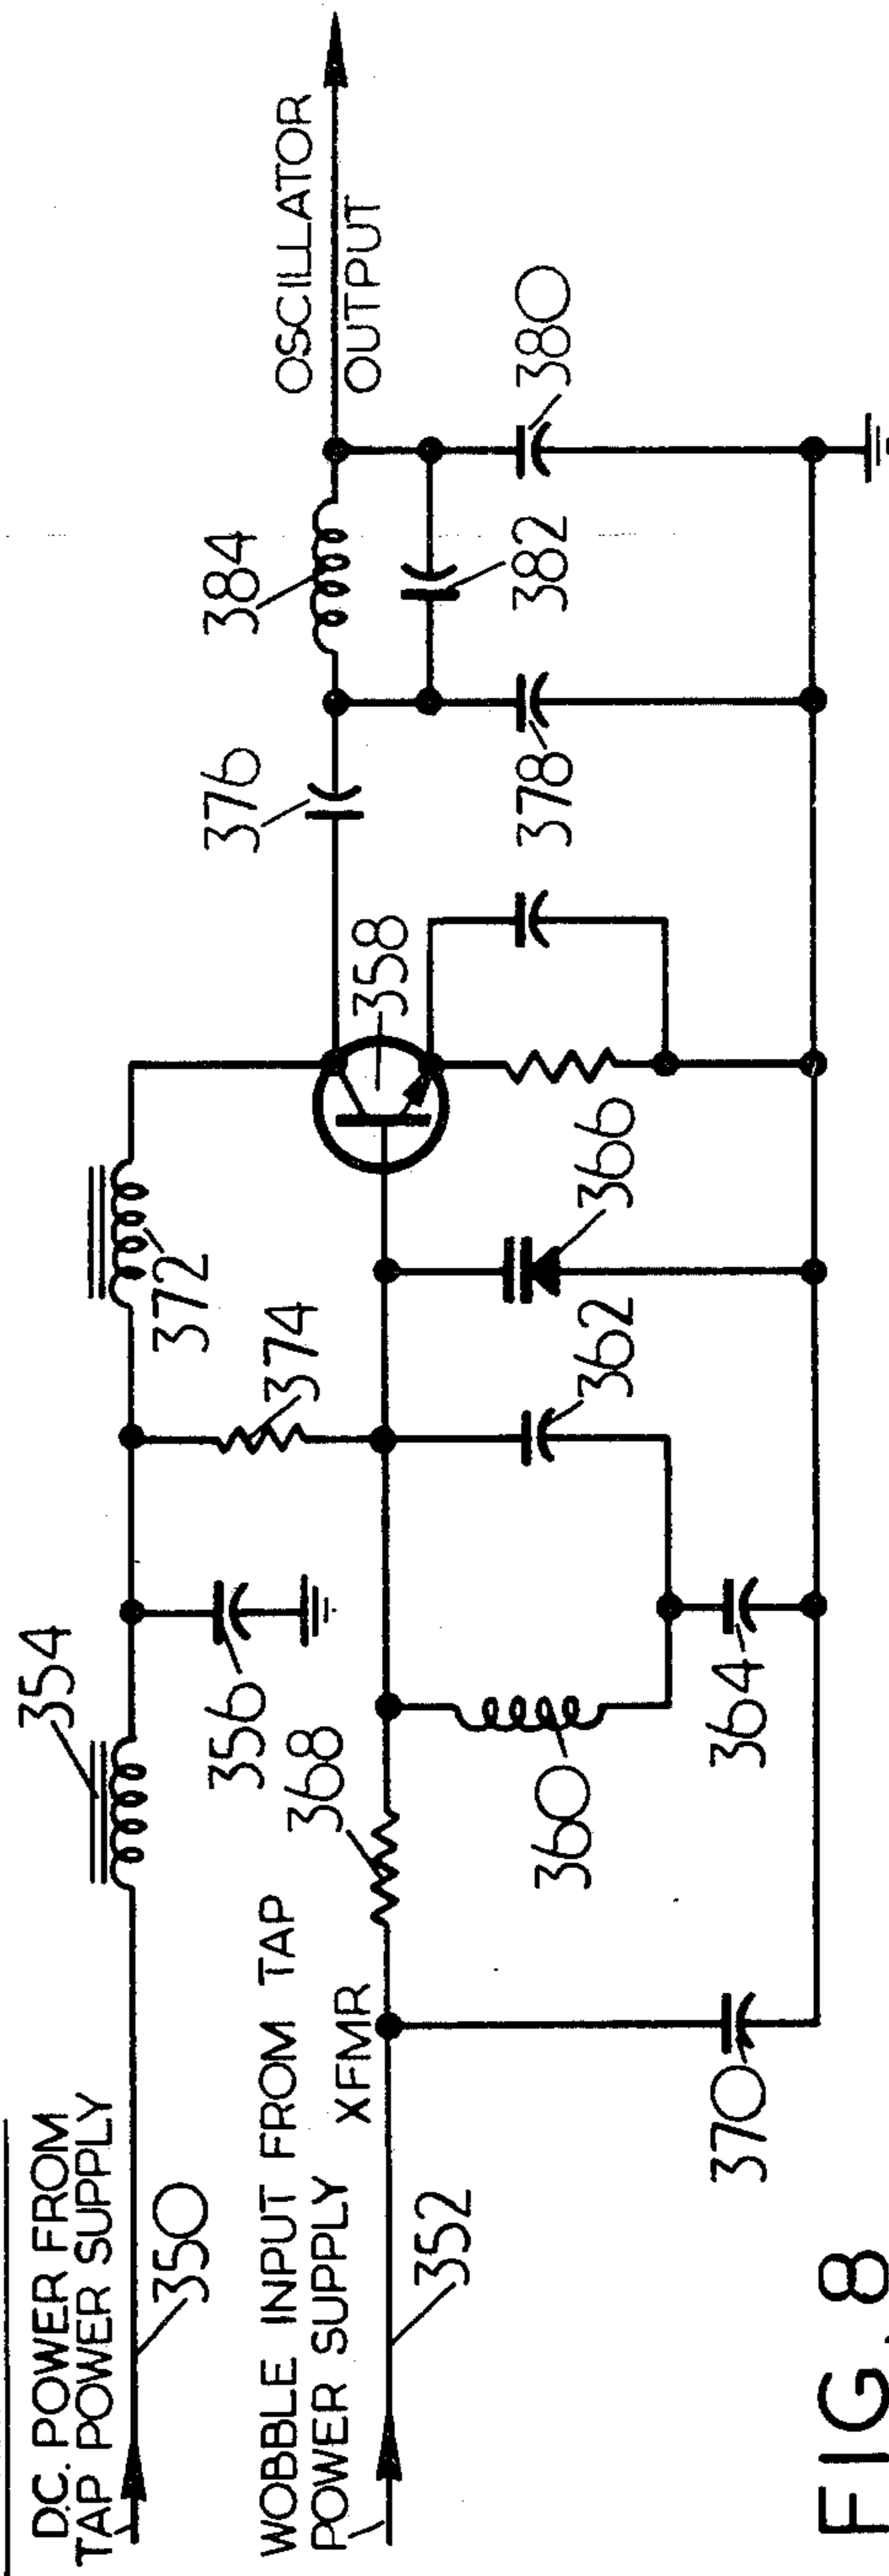 D.C. POWER FROM
TAP POWER SUPPLY
350
354
356
372
374
WOBBLE INPUT FROM TAP
POWER SUPPLY XFMR
352
368
370
360
364
362
366
358
376
384
378
382
380
OSCILLATOR
OUTPUT
FIG. 8